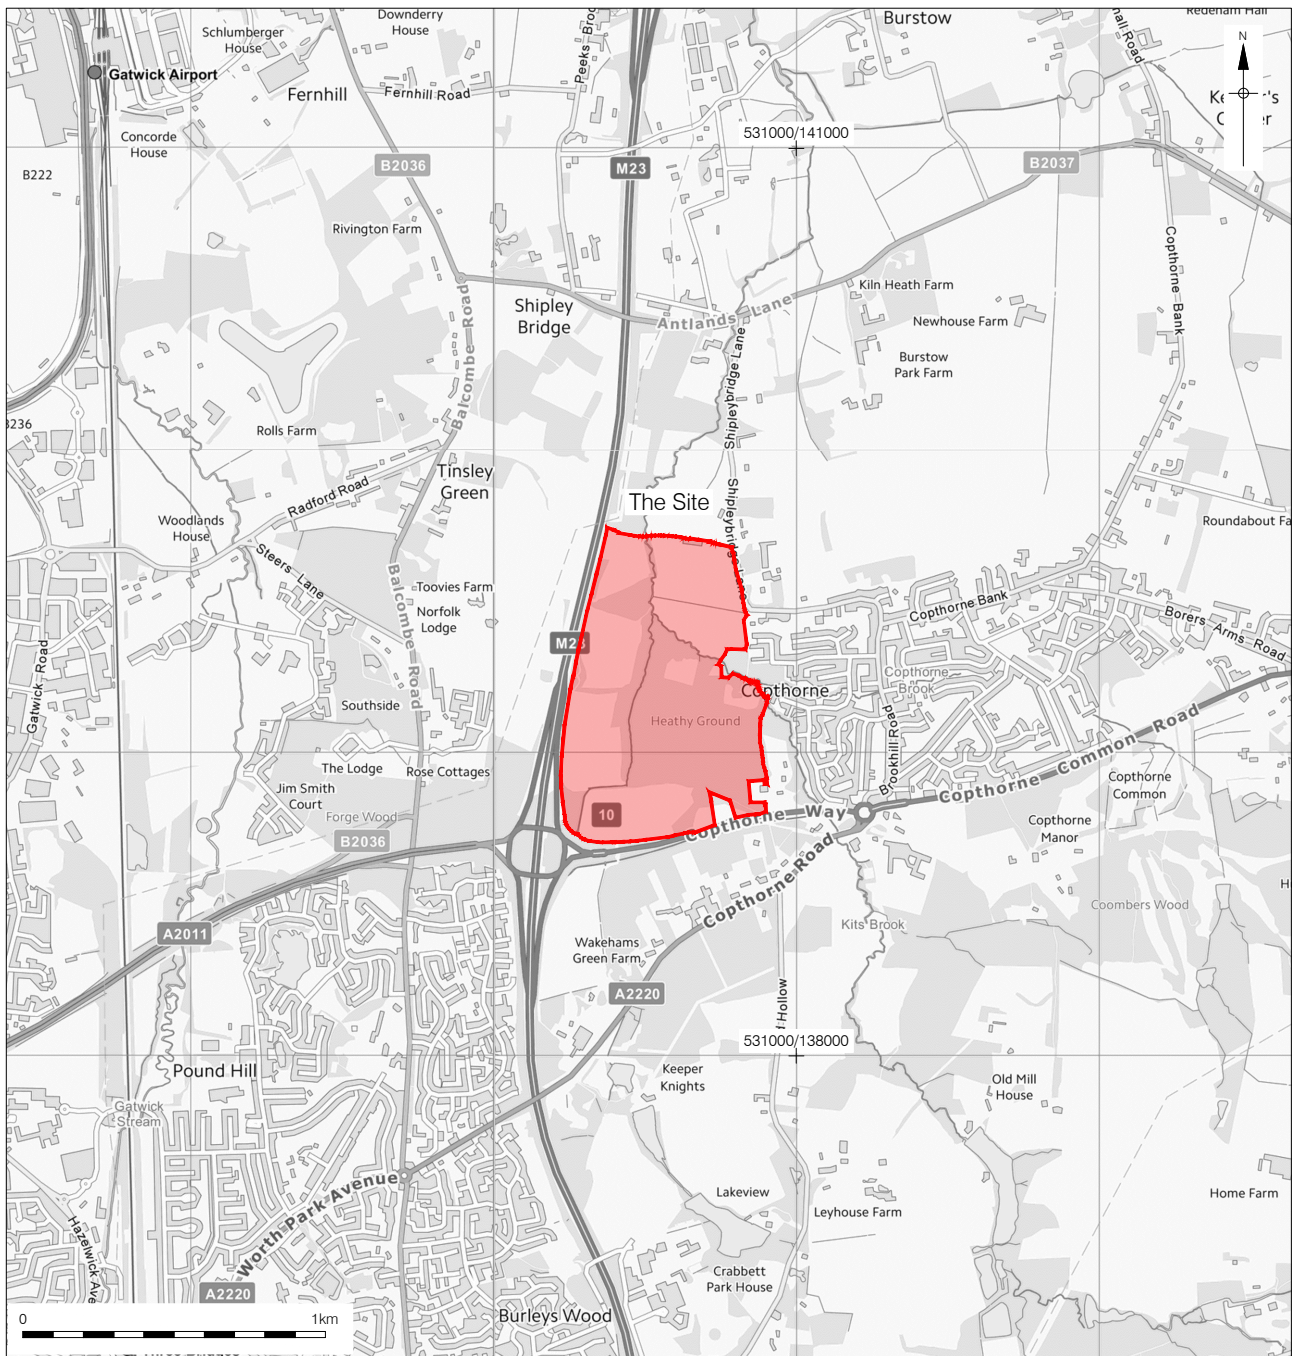 Downderry
House
Burstow
Redeham Hall
Schlumberger
House
Gatwick Airport
Fernhill
Fernhill Road
N
Concorde
House
531000/141000
B2036
M23
B2037
B222
Rivington Farm
Copthorne Bank
Kiln Heath Farm
Shipley
Bridge
Antlands Lane
Newhouse Farm
Burstow
Park Farm
Balcombe Road
Shipleybridge Lane
Rolls Farm
Tinsley
Green
Radford Road
The Site
Shipleybridge Lane
Woodlands
House
Steers Lane
Balcombe Road
Toovies Farm
Norfolk
Lodge
Copthorne Bank
Borers Arms Road
M23
Gatwick Road
Copthorne
Brook
Copthorne
Southside
Heathy Ground
Brookhill Road
Copthorne Common Road
The Lodge
Rose Cottages
Copthorne
Common
Jim Smith
Court
Forge Wood
10
Copthorne Way
Copthorne
Manor
B2036
Copthorne Road
Coombers Wood
Kits Brook
A2011
Wakehams
Green Farm
A2220
531000/138000
Pound Hill
Keeper
Knights
Old Mill
House
Gatwick
Stream
Worth Park Avenue
Lakeview
Leyhouse Farm
Home Farm
Crabbett
Park House
A2220
Burleys Wood
0 1km